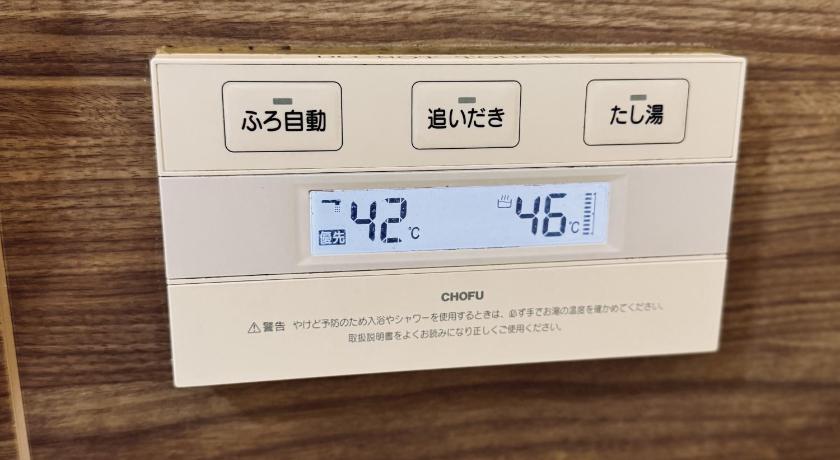 DO NOT TOUCH
ふろ自動
追いだき
たし湯
42℃
46℃
優先
CHOFU
⚠警告 やけど予防のため入浴やシャワーを使用するときは、必ず手でお湯の温度を確かめてください。
取扱説明書をよくお読みになり正しくご使用ください。